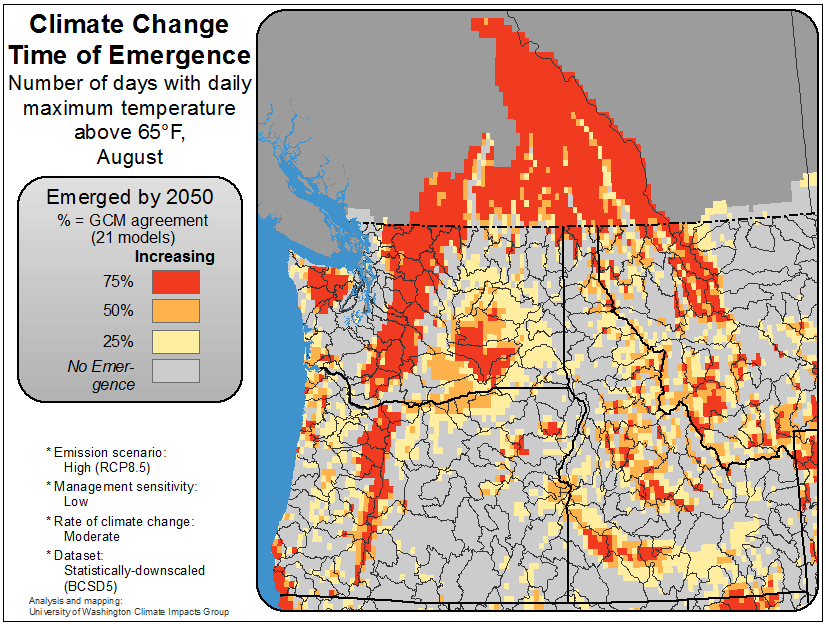 Climate Change
Time of Emergence
Number of days with daily
maximum temperature
above 65°F,
August
Emerged by 2050
% = GCM agreement
(21 models)
Increasing
75%
50%
25%
No Emer-
gence
* Emission scenario:
High (RCP8.5)
* Management sensitivity:
Low
* Rate of climate change:
Moderate
* Dataset:
Statistically-downscaled
(BCSD5)
Analysis and mapping:
University of Washington Climate Impacts Group